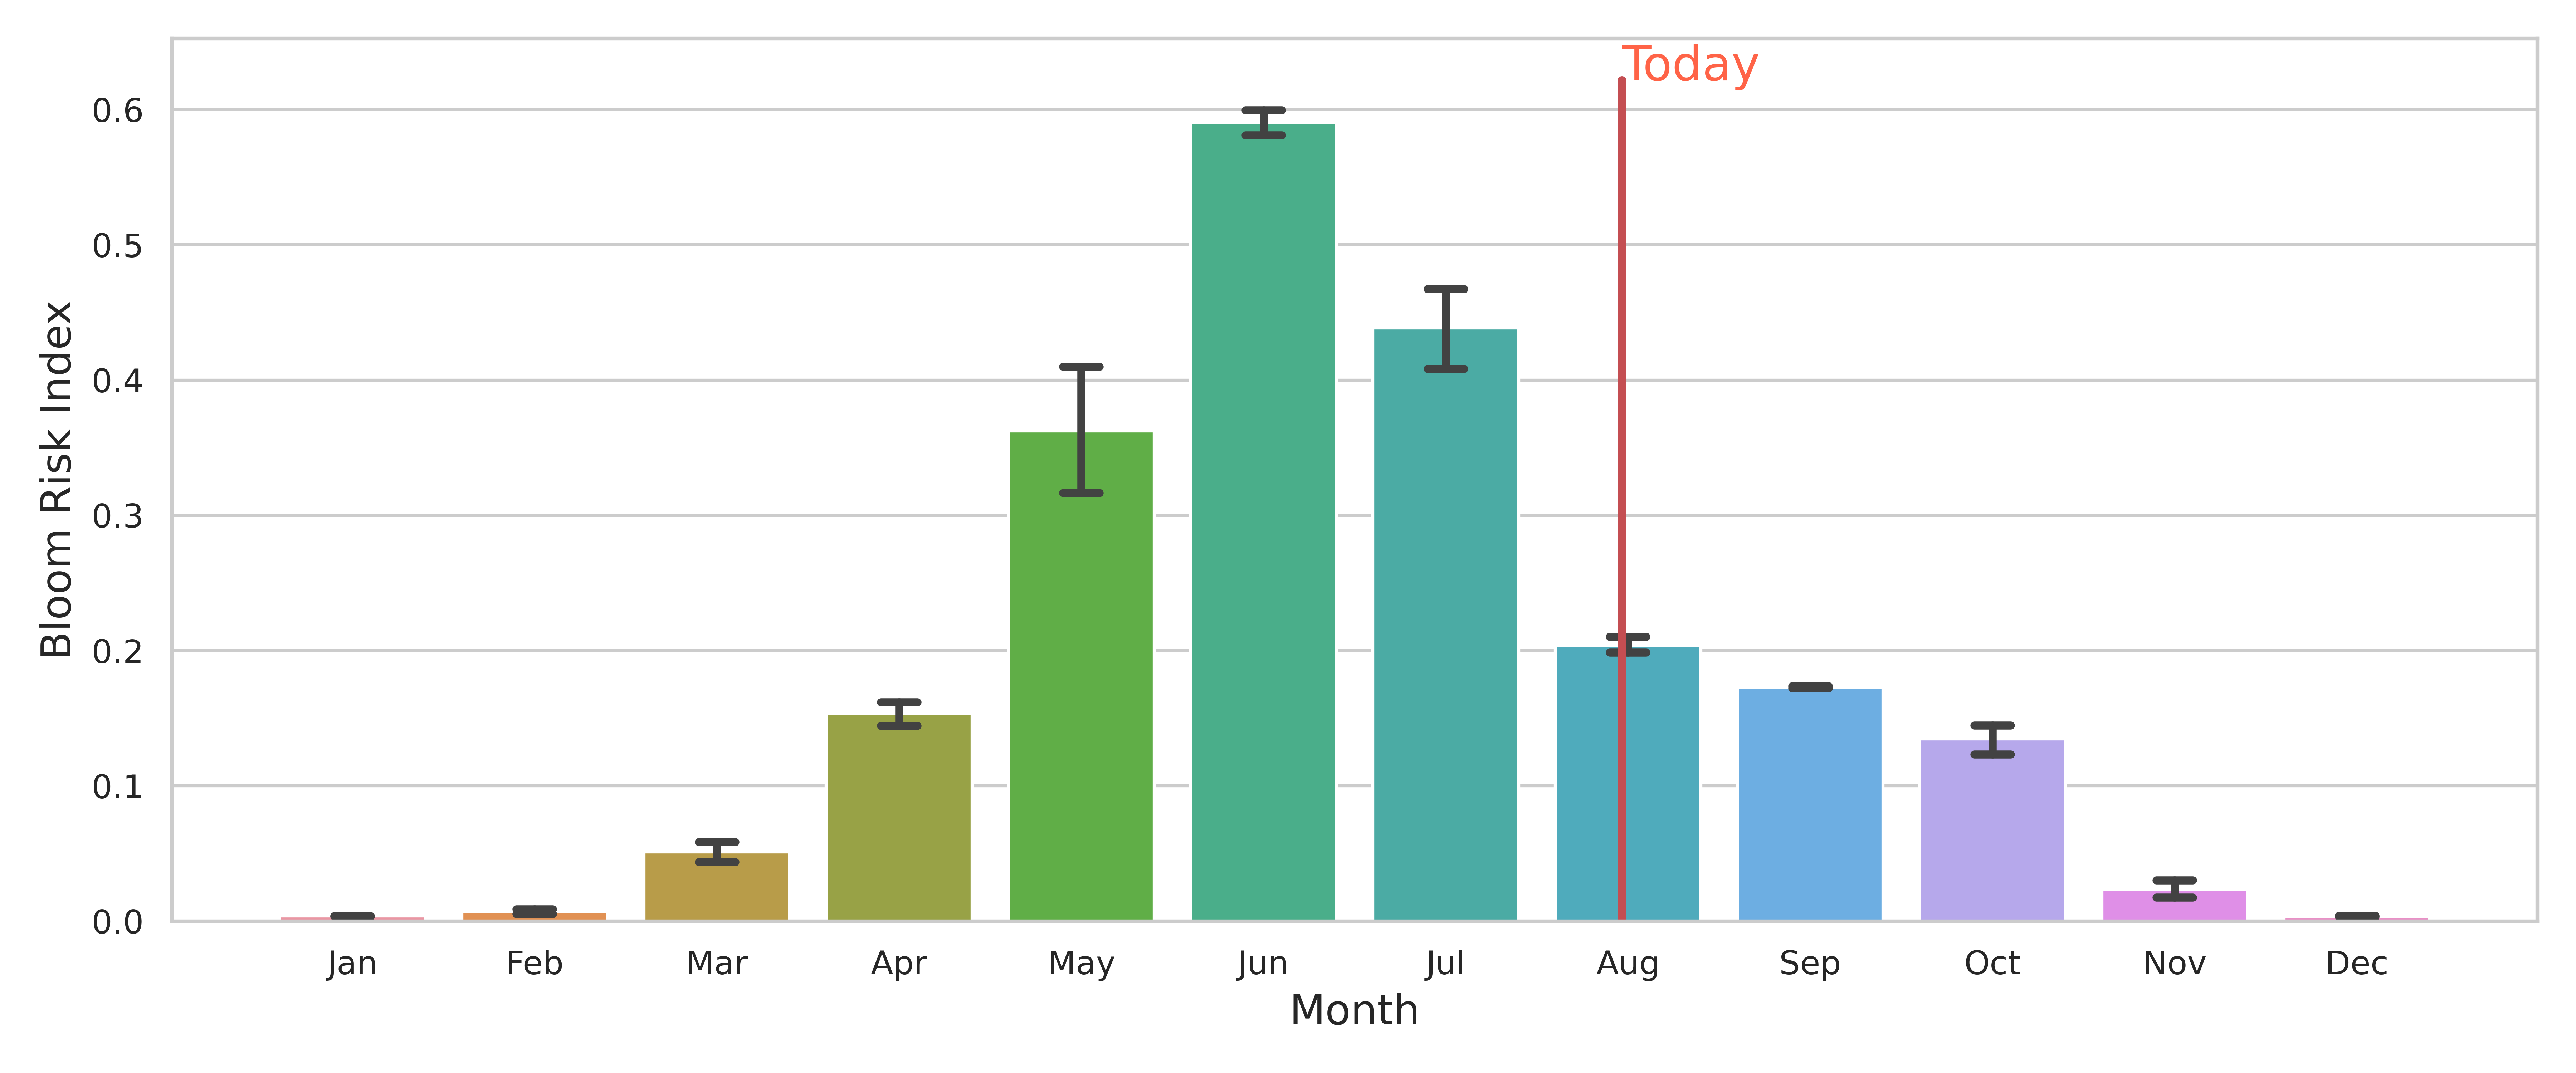 Today
0.6
0.5
0.4
0.3
0.2
0.1
0.0
Bloom Risk Index
Jan Feb Mar Apr May Jun Jul Aug Sep Oct Nov Dec
Month